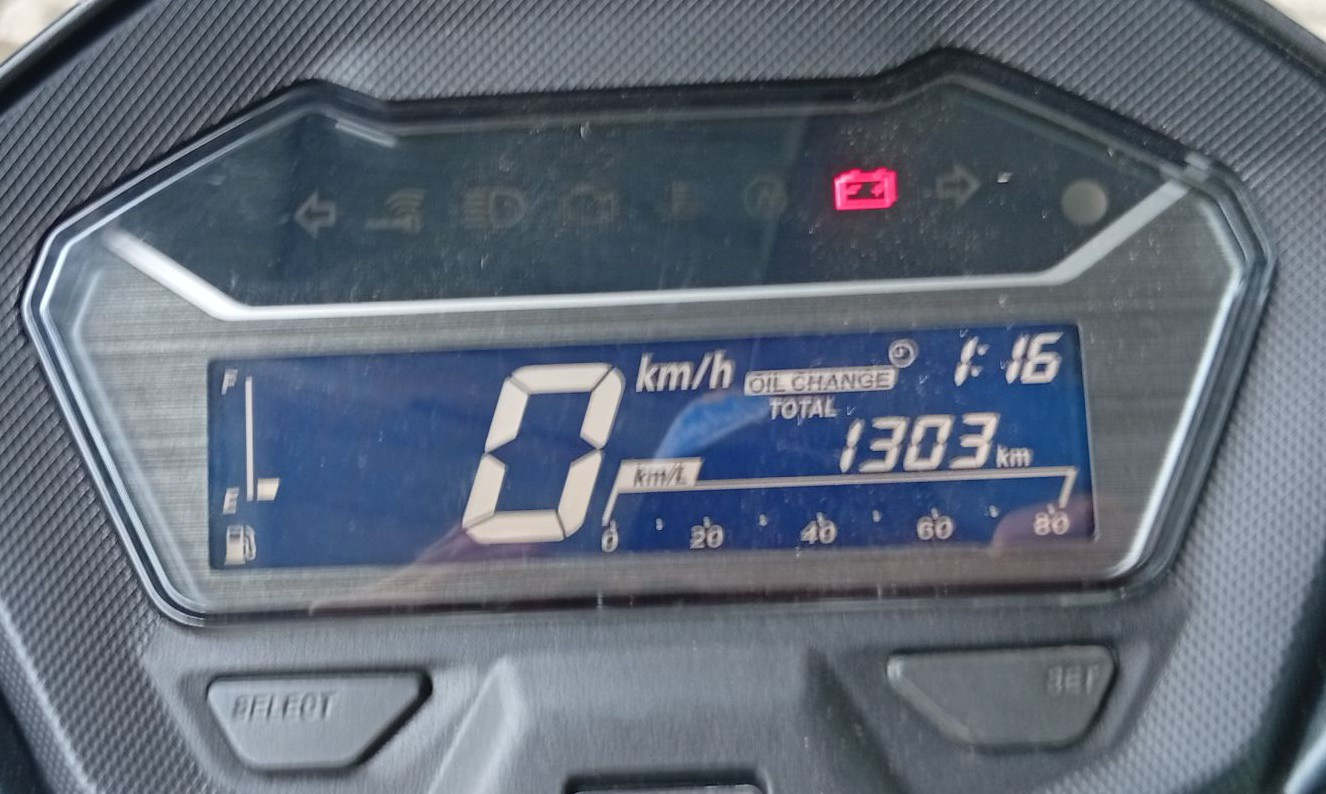 F
E
0
km/h
OIL CHANGE
1:16
TOTAL
1303 km
km/L
0 20 40 60 80
SELECT
SET